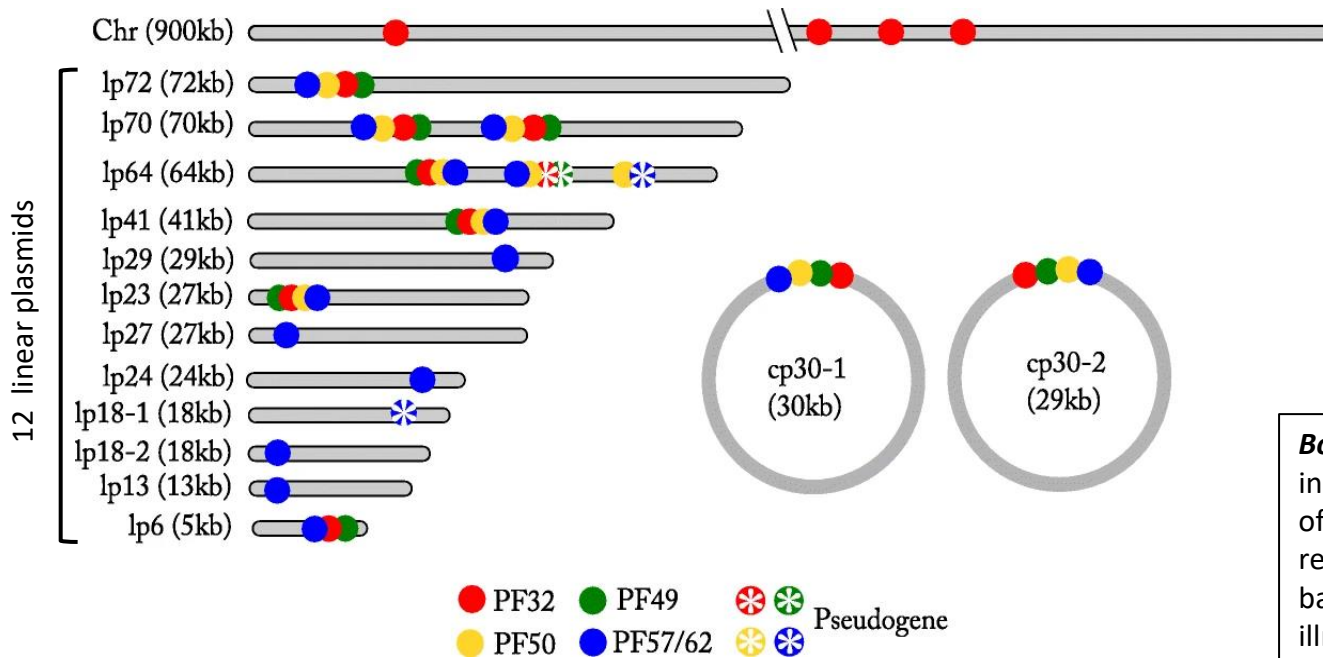 Chr (900kb)
12 linear plasmids
lp72 (72kb)
lp70 (70kb)
lp64 (64kb)
lp41 (41kb)
lp29 (29kb)
lp23 (27kb)
lp27 (27kb)
lp24 (24kb)
lp18-1 (18kb)
lp18-2 (18kb)
lp13 (13kb)
lp6 (5kb)
cp30-1
(30kb)
cp30-2
(29kb)
PF32 PF49
PF50 PF57/62
Pseudogene
in
of